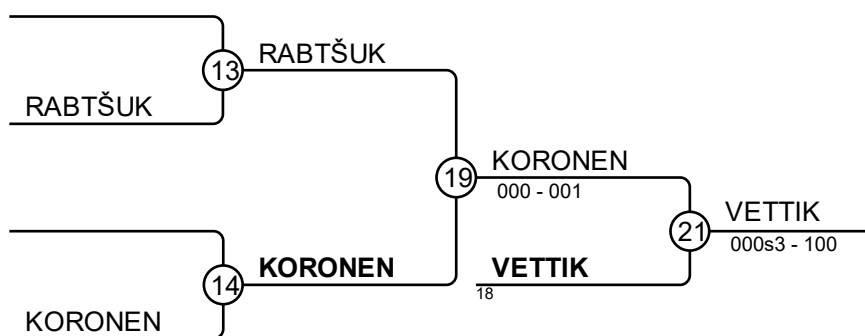 RABTŠUK
13
RABTŠUK
KORONEN
19
000 - 001
VETTIK
21
000s3 - 100
KORONEN
14
VETTIK
18
KORONEN